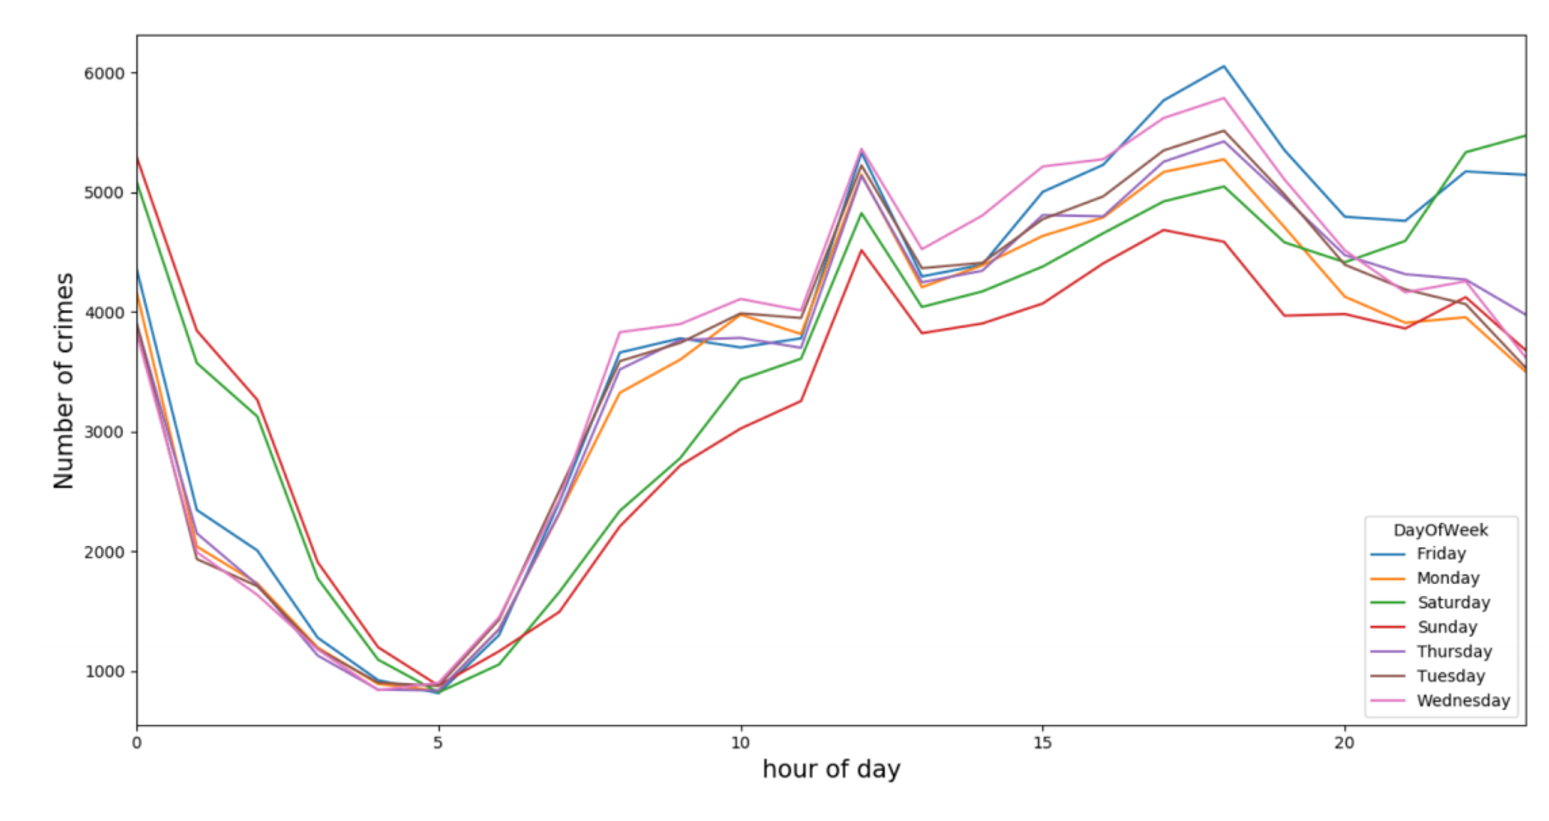 6000
5000
4000
3000
2000
1000
Number of crimes
0 5 10 15 20
hour of day
DayOfWeek
Friday
Monday
Saturday
Sunday
Thursday
Tuesday
Wednesday